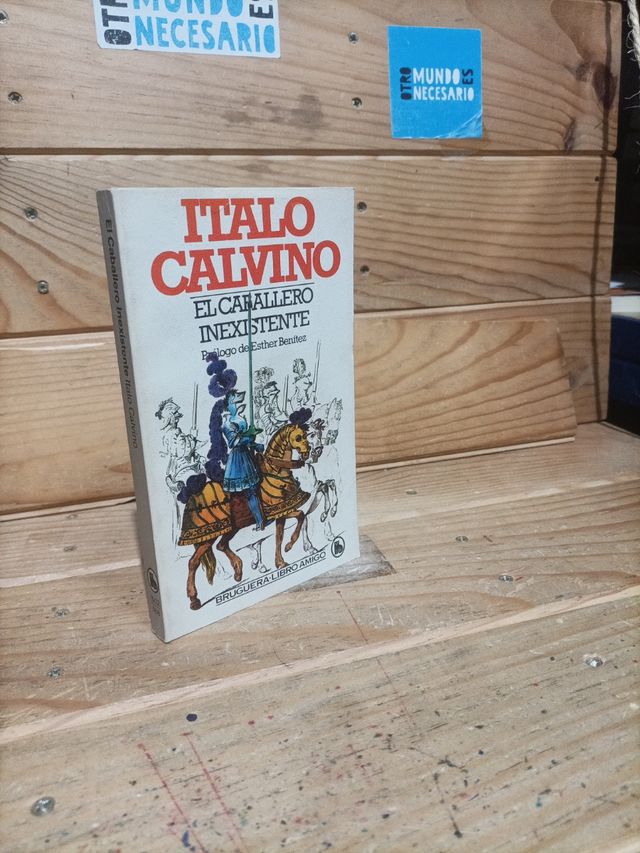 OTRO
MUNDO
ES
NECESARIO
OTRO
MUNDO
ES
NECESARIO
ITALO
CALVINO
EL CABALLERO
INEXISTENTE
Prólogo de Esther Benítez
BRUGUERA-LIBRO AMIGO
El Caballero Inexistente Italo Calvino